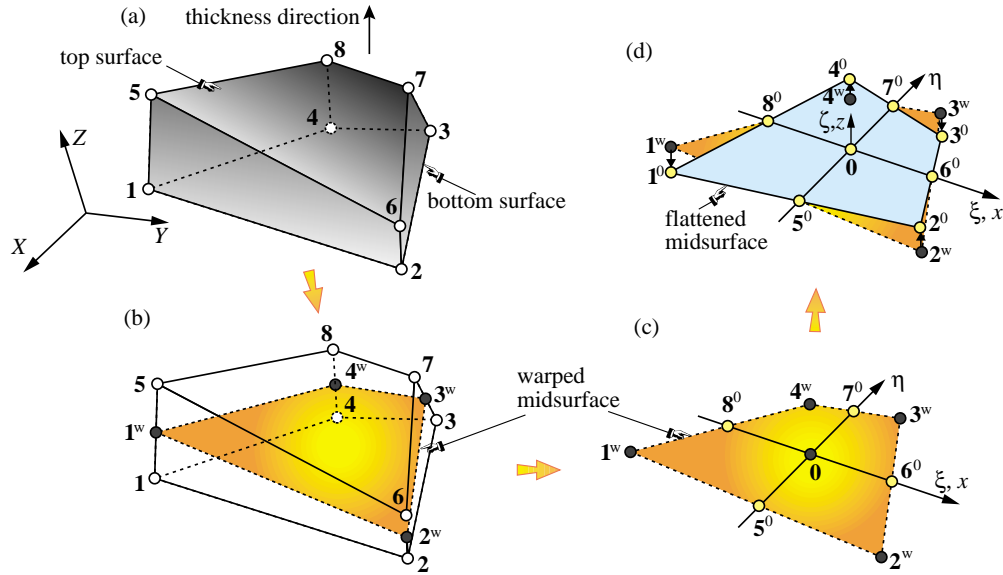 (a)
thickness direction
top surface
8
7
5
4
3
1
6
2
bottom surface
Z
Y
X
(d)
4⁰
7⁰
η
4ʷ
8⁰
3ʷ
ζ,z
1ʷ
3⁰
0
1⁰
6⁰
ξ, x
5⁰
2⁰
flattened
midsurface
2ʷ
(b)
8
7
5
4ʷ
3ʷ
4
3
1ʷ
1
6
2ʷ
2
warped
midsurface
(c)
4ʷ
7⁰
η
8⁰
3ʷ
1ʷ
0
6⁰
ξ, x
5⁰
2ʷ